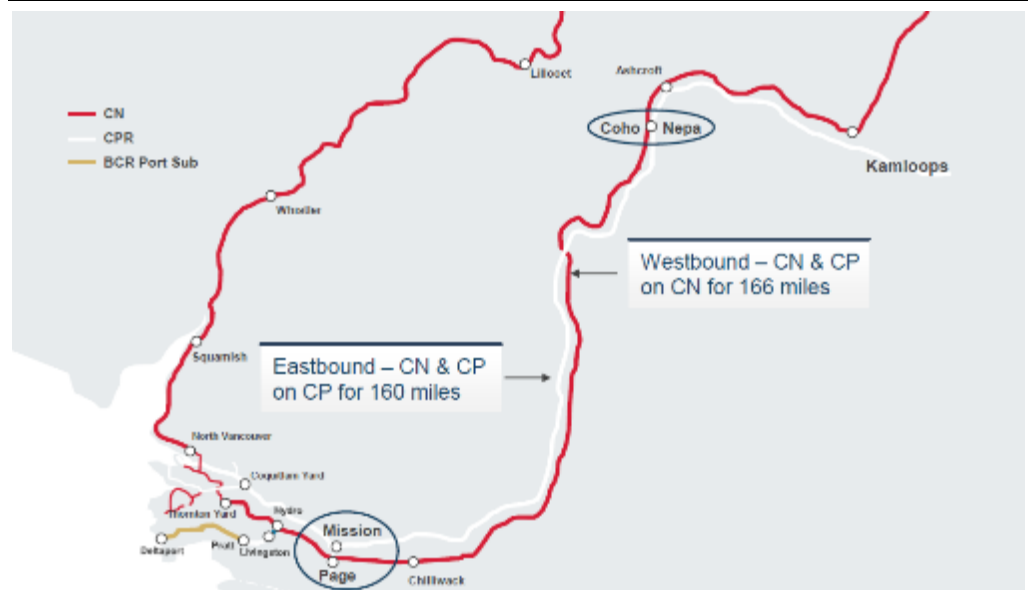 Lillooet
Ashcroft
CN
CPR
BCR Port Sub
Coho Nepa
Kamloops
Whistler
Westbound – CN & CP
on CN for 166 miles
Squamish
Eastbound – CN & CP
on CP for 160 miles
North Vancouver
Coquitlam Yard
Thornton Yard
Hydro
Mission
Deltaport
Pratt
Livingston
Page
Chilliwack